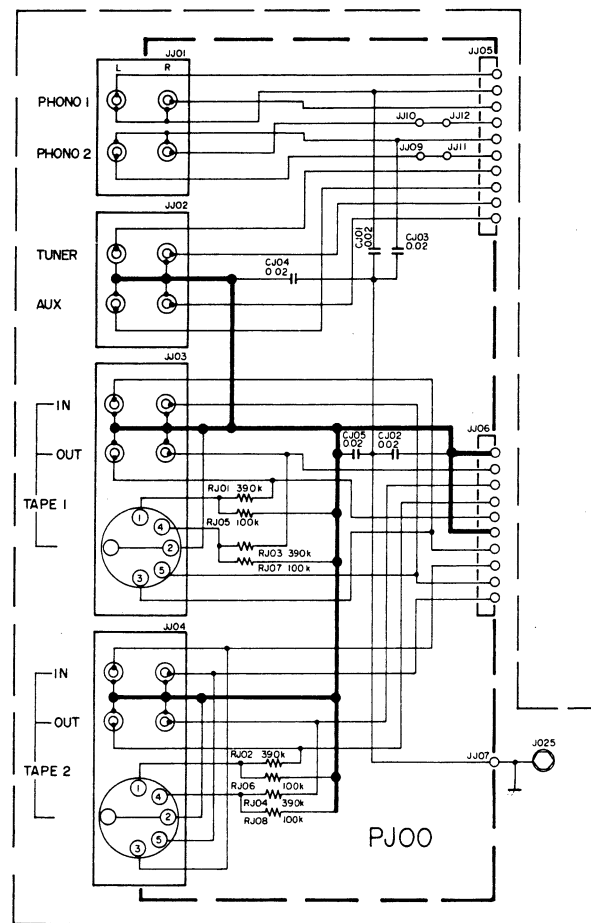 JJ01
JJ05
L R
PHONO 1
JJ10 JJ12
PHONO 2
JJ09 JJ11
JJ02
TUNER
CJ04
0.02
CJ01
0.02
CJ03
0.02
AUX
JJ03
IN
JJ06
OUT
CJ05
0.02
CJ02
0.02
TAPE 1
RJ01 390k
RJ05 100k
RJ03 390k
RJ07 100k
1
4
2
5
3
JJ04
IN
OUT
TAPE 2
RJ02 390k
RJ06 100k
RJ04 390k
RJ08 100k
1
4
2
5
3
JJ07
J025
PJ00